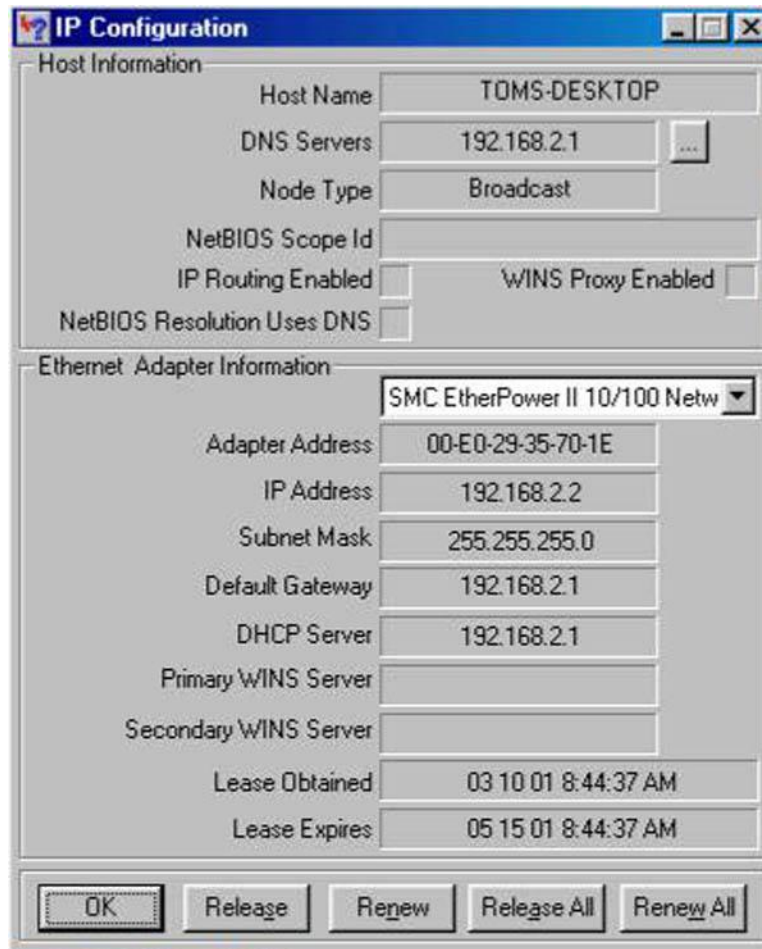 IP Configuration
Host Information
Host Name TOMS-DESKTOP
DNS Servers 192.168.2.1 ...
Node Type Broadcast
NetBIOS Scope Id
IP Routing Enabled WINS Proxy Enabled
NetBIOS Resolution Uses DNS
Ethernet Adapter Information
SMC EtherPower II 10/100 Netw
Adapter Address 00-E0-29-35-70-1E
IP Address 192.168.2.2
Subnet Mask 255.255.255.0
Default Gateway 192.168.2.1
DHCP Server 192.168.2.1
Primary WINS Server
Secondary WINS Server
Lease Obtained 03 10 01 8:44:37 AM
Lease Expires 05 15 01 8:44:37 AM
OK Release Renew Release All Renew All